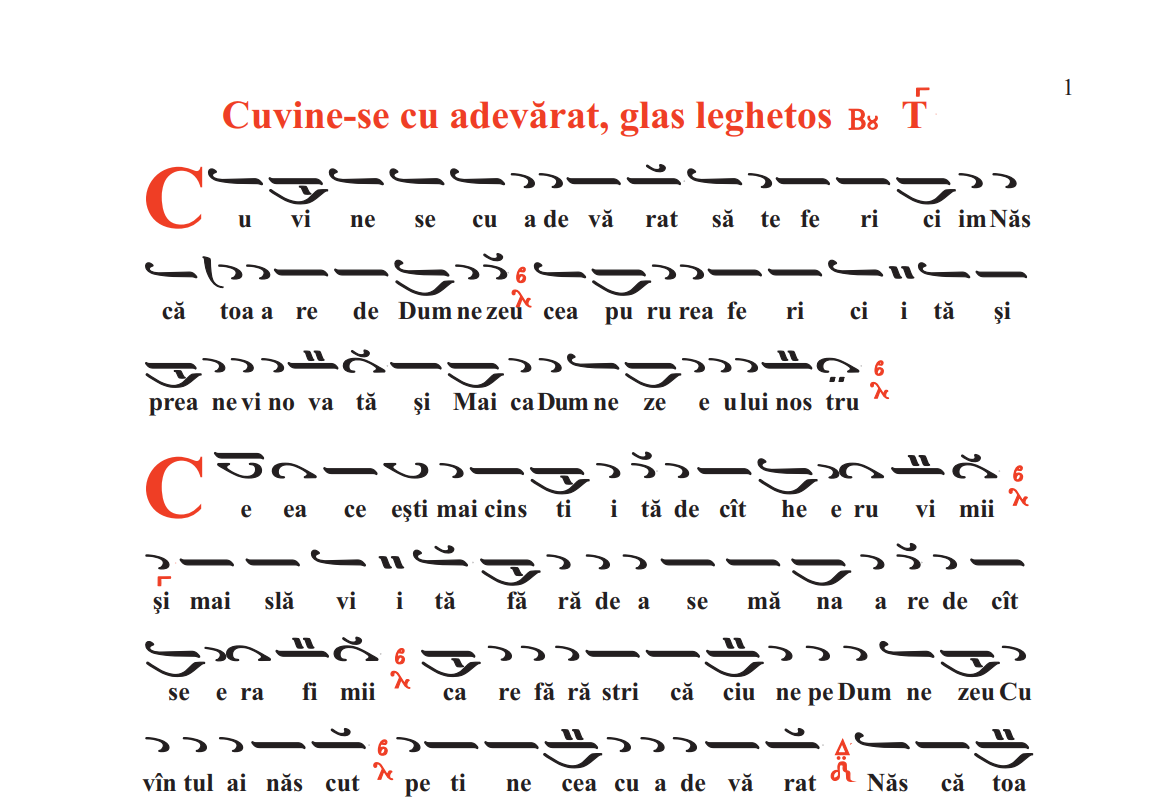 1
Cuvine-se cu adevărat, glas leghetos Βȣ Γ T
Cu vi ne se cu a de vă rat să te fe ri ci im Năs
că toa a re de Dum ne zeu cea pu ru rea fe ri ci i tă şi
prea ne vi no va tă şi Mai ca Dum ne ze e u lui nos tru
Ce ea ce eşti mai cins ti i tă de cît he e ru vi mii
şi mai slă vi i tă fă ră de a se mă na a re de cît
se e ra fi mii ca re fă ră stri că ciu ne pe Dum ne zeu Cu
vîn tul ai năs cut pe ti ne cea cu a de vă rat Năs că toa